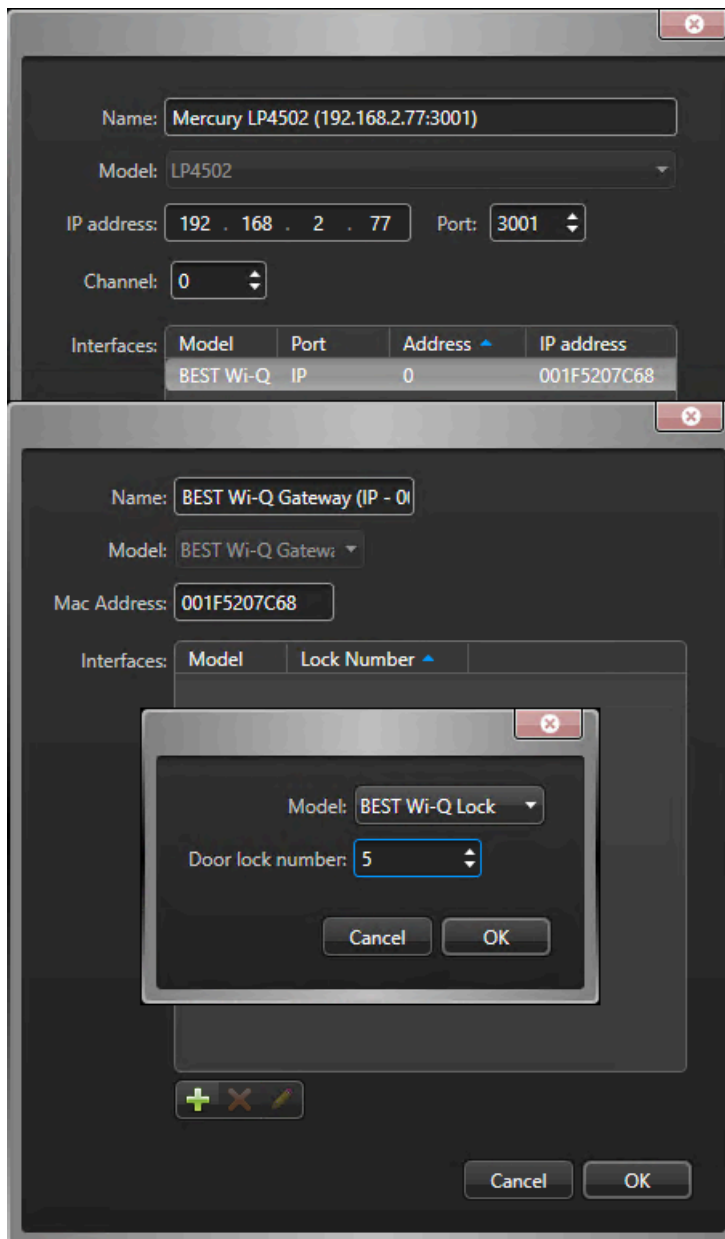 Name: Mercury LP4502 (192.168.2.77:3001)
Model: LP4502
IP address: 192 . 168 . 2 . 77 Port: 3001
Channel: 0
Interfaces: Model Port Address IP address
BEST Wi-Q IP 0 001F5207C68
Name: BEST Wi-Q Gateway (IP - 0
Model: BEST Wi-Q Gatewa
Mac Address: 001F5207C68
Interfaces: Model Lock Number
Model: BEST Wi-Q Lock
Door lock number: 5
Cancel OK
Cancel OK